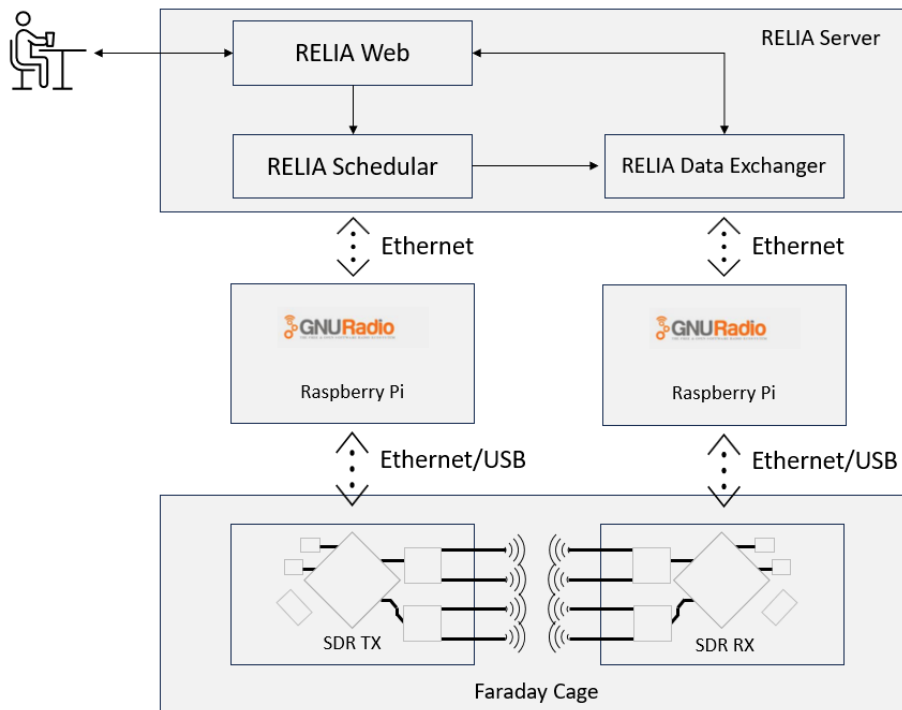 RELIA Server
RELIA Web
RELIA Schedular
RELIA Data Exchanger
Ethernet
Ethernet
GNURadio
GNURadio
Raspberry Pi
Raspberry Pi
Ethernet/USB
Ethernet/USB
SDR TX
SDR RX
Faraday Cage